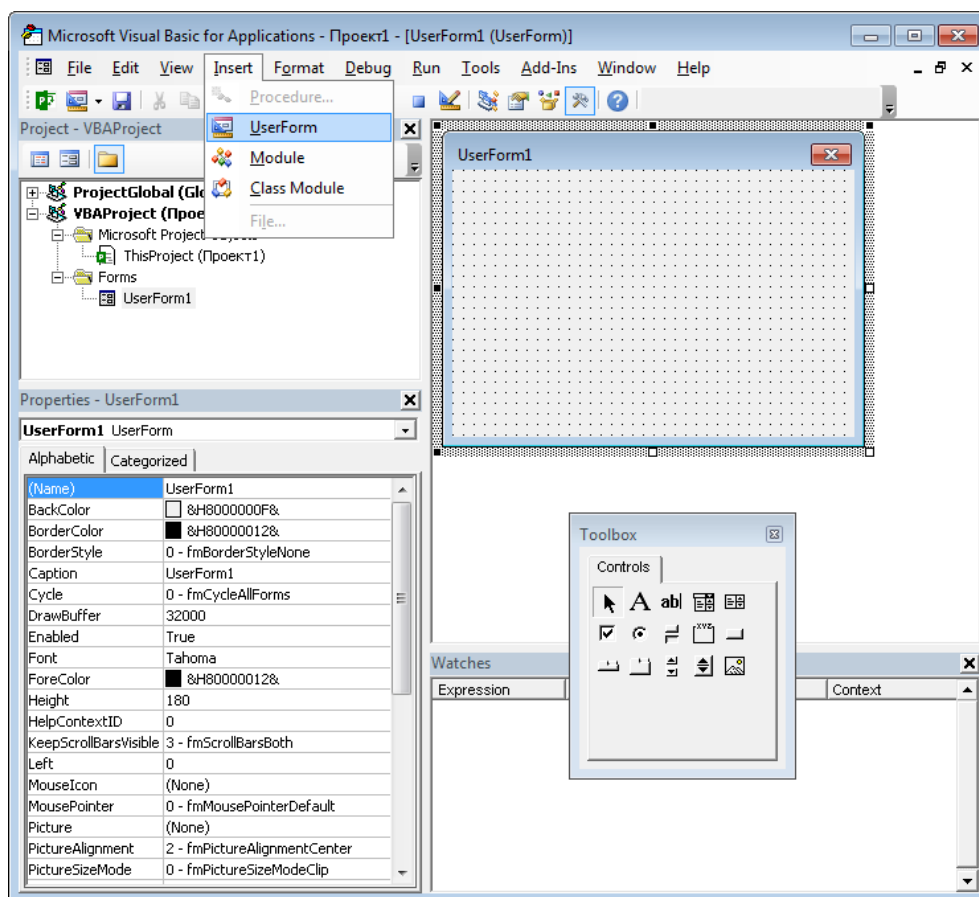 Microsoft Visual Basic for Applications - Проект1 - [UserForm1 (UserForm)]
File Edit View Insert Format Debug Run Tools Add-Ins Window Help
Procedure...
UserForm
Module
Class Module
File...
Project - VBAProject
ProjectGlobal (Glo
VBAProject (Прое
Microsoft Project
ThisProject (Проект1)
Forms
UserForm1
Properties - UserForm1
UserForm1 UserForm
Alphabetic Categorized
(Name) UserForm1
BackColor &H8000000F&
BorderColor &H80000012&
BorderStyle 0 - fmBorderStyleNone
Caption UserForm1
Cycle 0 - fmCycleAllForms
DrawBuffer 32000
Enabled True
Font Tahoma
ForeColor &H80000012&
Height 180
HelpContextID 0
KeepScrollBarsVisible 3 - fmScrollBarsBoth
Left 0
MouseIcon (None)
MousePointer 0 - fmMousePointerDefault
Picture (None)
PictureAlignment 2 - fmPictureAlignmentCenter
PictureSizeMode 0 - fmPictureSizeModeClip
UserForm1
Toolbox
Controls
A ab
XYZ
Watches
Expression Context